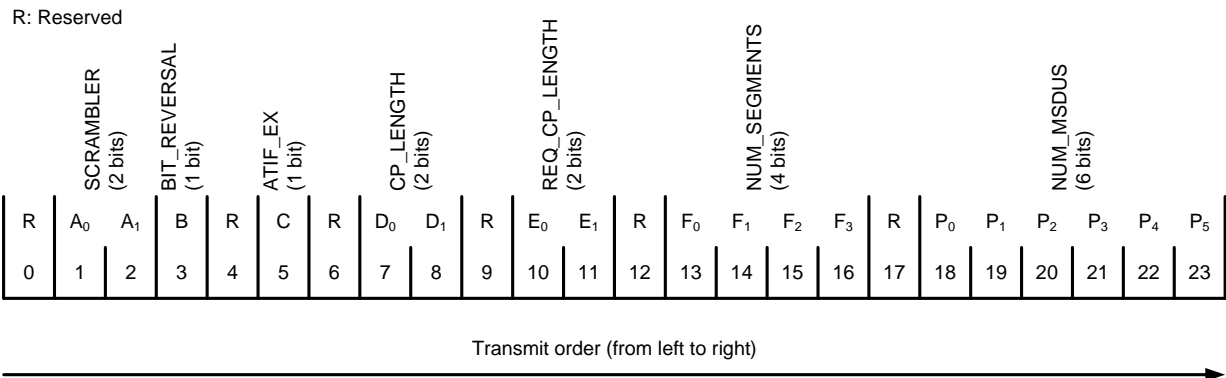 R: Reserved
SCRAMBLER
(2 bits)
BIT_REVERSAL
(1 bit)
ATIF_EX
(1 bit)
CP_LENGTH
(2 bits)
REQ_CP_LENGTH
(2 bits)
NUM_SEGMENTS
(4 bits)
NUM_MSDUS
(6 bits)
R A₀ A₁ B R C R D₀ D₁ R E₀ E₁ R F₀ F₁ F₂ F₃ R P₀ P₁ P₂ P₃ P₄ P₅
0 1 2 3 4 5 6 7 8 9 10 11 12 13 14 15 16 17 18 19 20 21 22 23
Transmit order (from left to right)